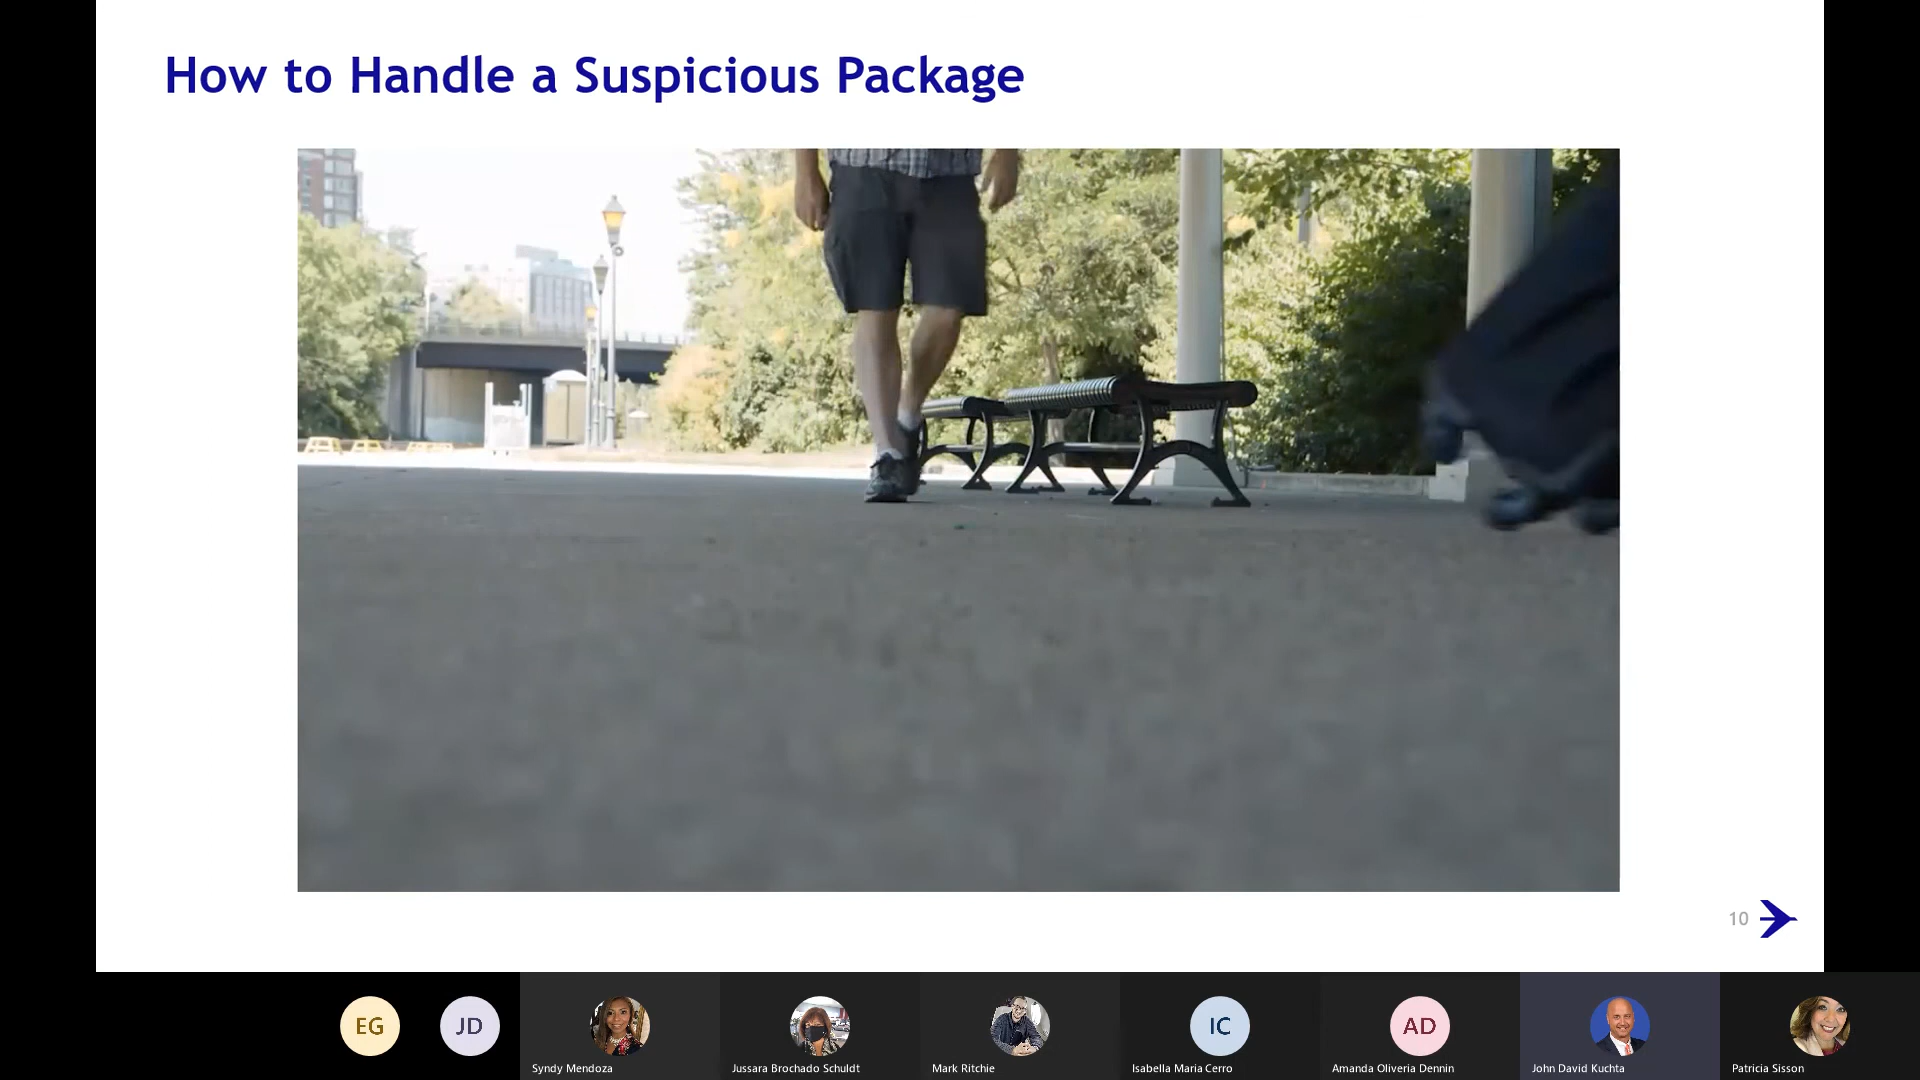 How to Handle a Suspicious Package
10
EG
JD
IC
AD
Syndy Mendoza
Jussara Brochado Schuldt
Mark Ritchie
Isabella Maria Cerro
Amanda Oliveria Dennin
John David Kuchta
Patricia Sisson